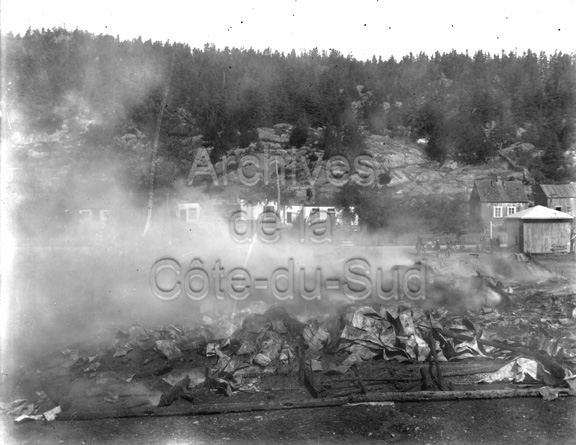 Archives
de la
Côte-du-Sud